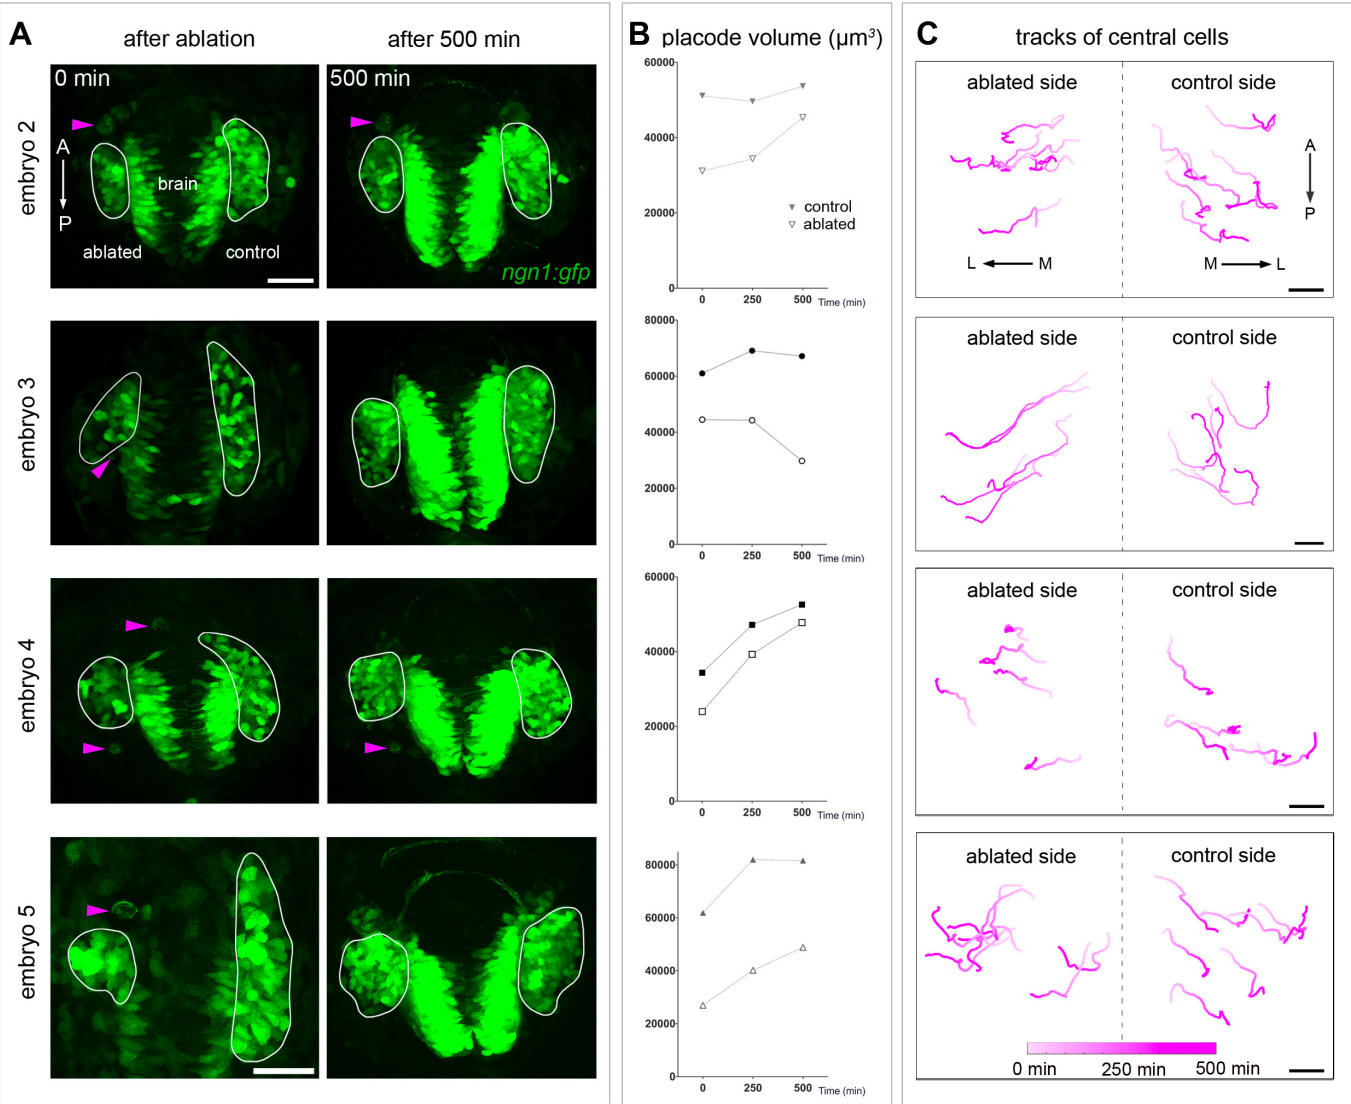 A
after ablation
after 500 min
embryo 2
0 min
A
P
brain
ablated
control
500 min
ngn1:gfp
embryo 3
embryo 4
embryo 5
B placode volume (µm³)
60000
40000
20000
0
control
ablated
0 250 500 Time (min)
80000
60000
40000
20000
0
0 250 500 Time (min)
60000
40000
20000
0
0 250 500 Time (min)
80000
60000
40000
20000
0
0 250 500 Time (min)
C tracks of central cells
ablated side control side
A
P
L M M L
ablated side control side
ablated side control side
ablated side control side
0 min 250 min 500 min